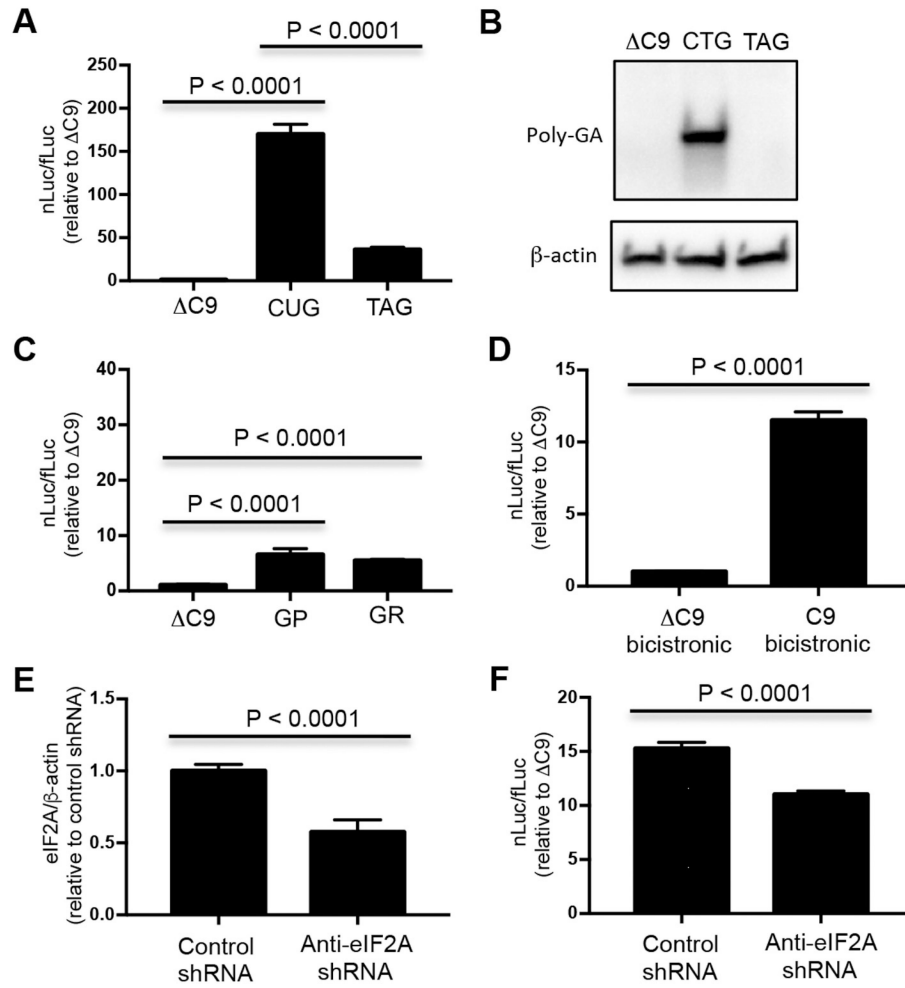 A
P < 0.0001
P < 0.0001
nLuc/fLuc
(relative to ΔC9)
250
200
150
100
50
0
ΔC9 CUG TAG
B
ΔC9 CTG TAG
Poly-GA
β-actin
C
P < 0.0001
P < 0.0001
nLuc/fLuc
(relative to ΔC9)
40
30
20
10
0
ΔC9 GP GR
D
P < 0.0001
nLuc/fLuc
(relative to ΔC9)
15
10
5
0
ΔC9 C9
bicistronic bicistronic
E
P < 0.0001
eIF2A/β-actin
(relative to control shRNA)
1.5
1.0
0.5
0.0
Control Anti-eIF2A
shRNA shRNA
F
P < 0.0001
nLuc/fLuc
(relative to ΔC9)
20
15
10
5
0
Control Anti-eIF2A
shRNA shRNA